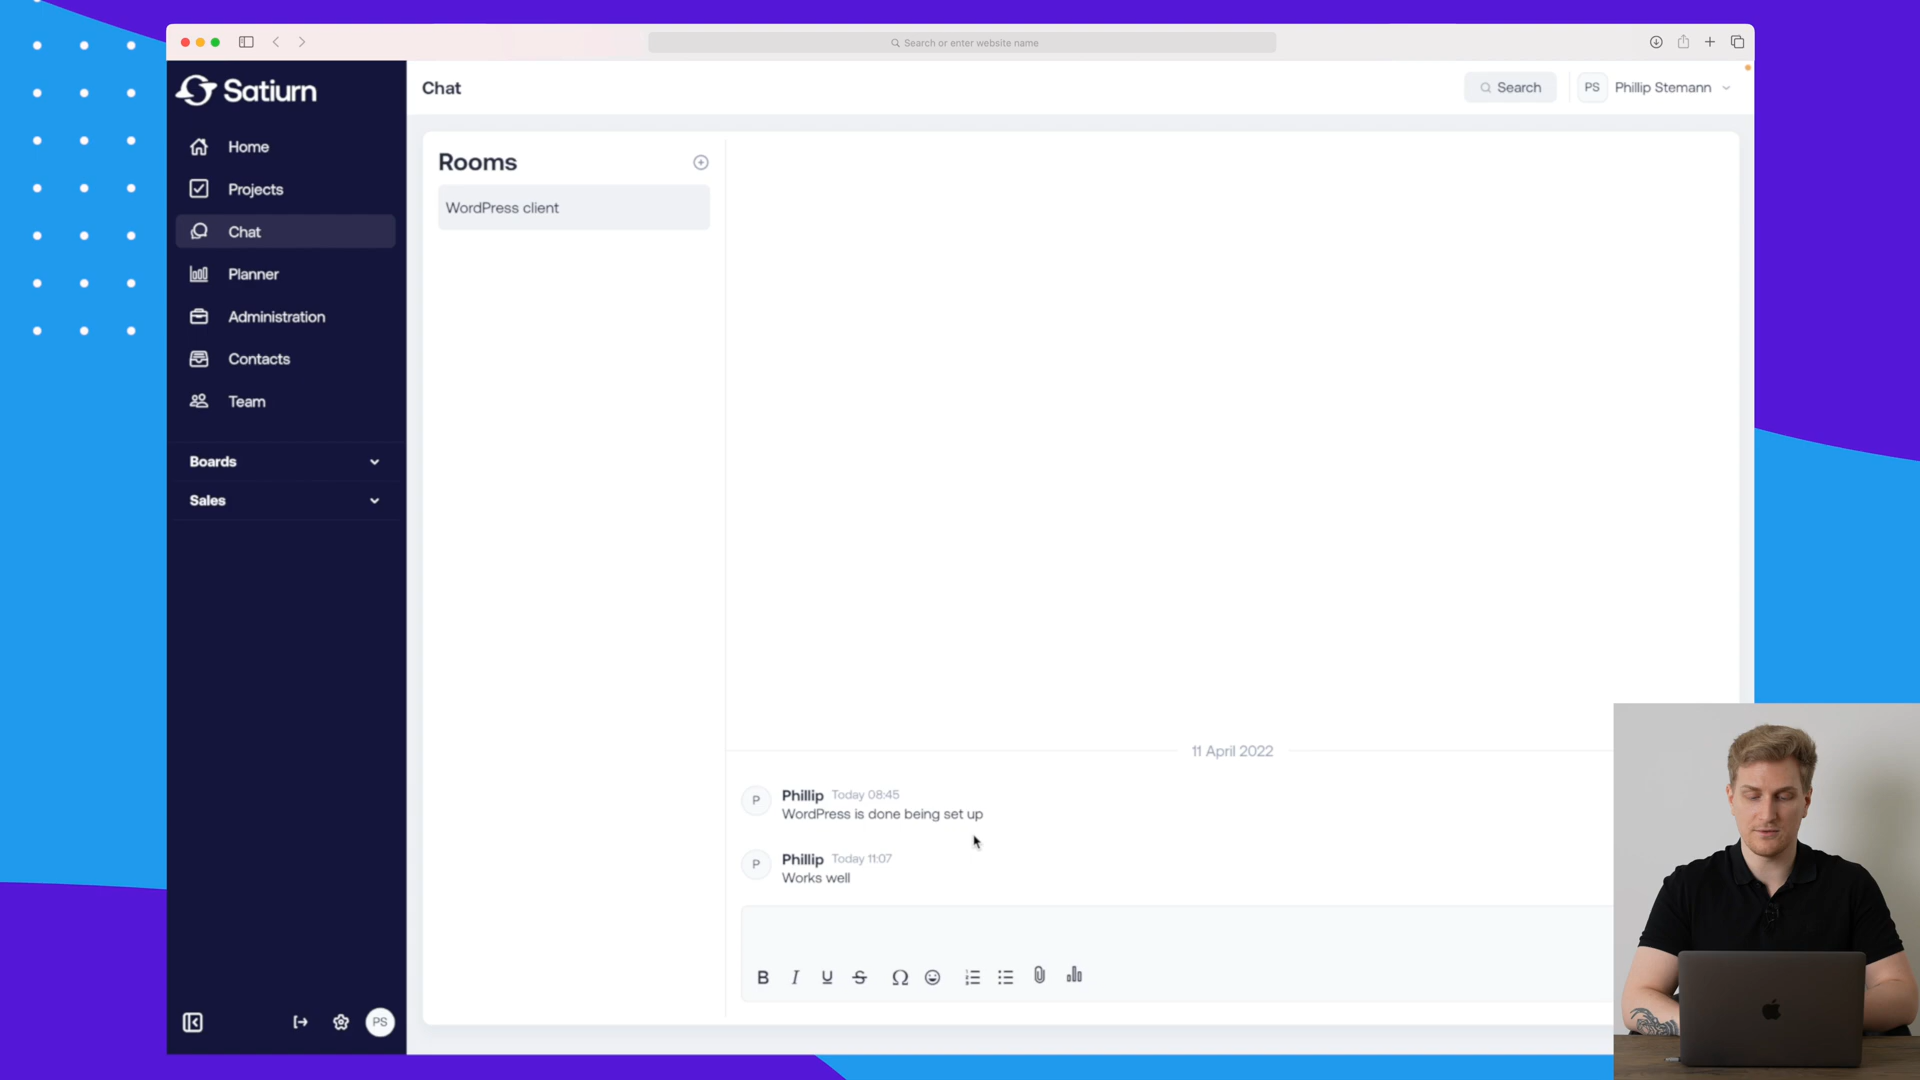 Search or enter website name
Satiurn
Chat
Search
PS
Phillip Stemann
Home
Projects
Chat
Planner
Administration
Contacts
Team
Boards
Sales
PS
Rooms
WordPress client
11 April 2022
P
Phillip Today 08:45
WordPress is done being set up
P
Phillip Today 11:07
Works well
B I U S Ω